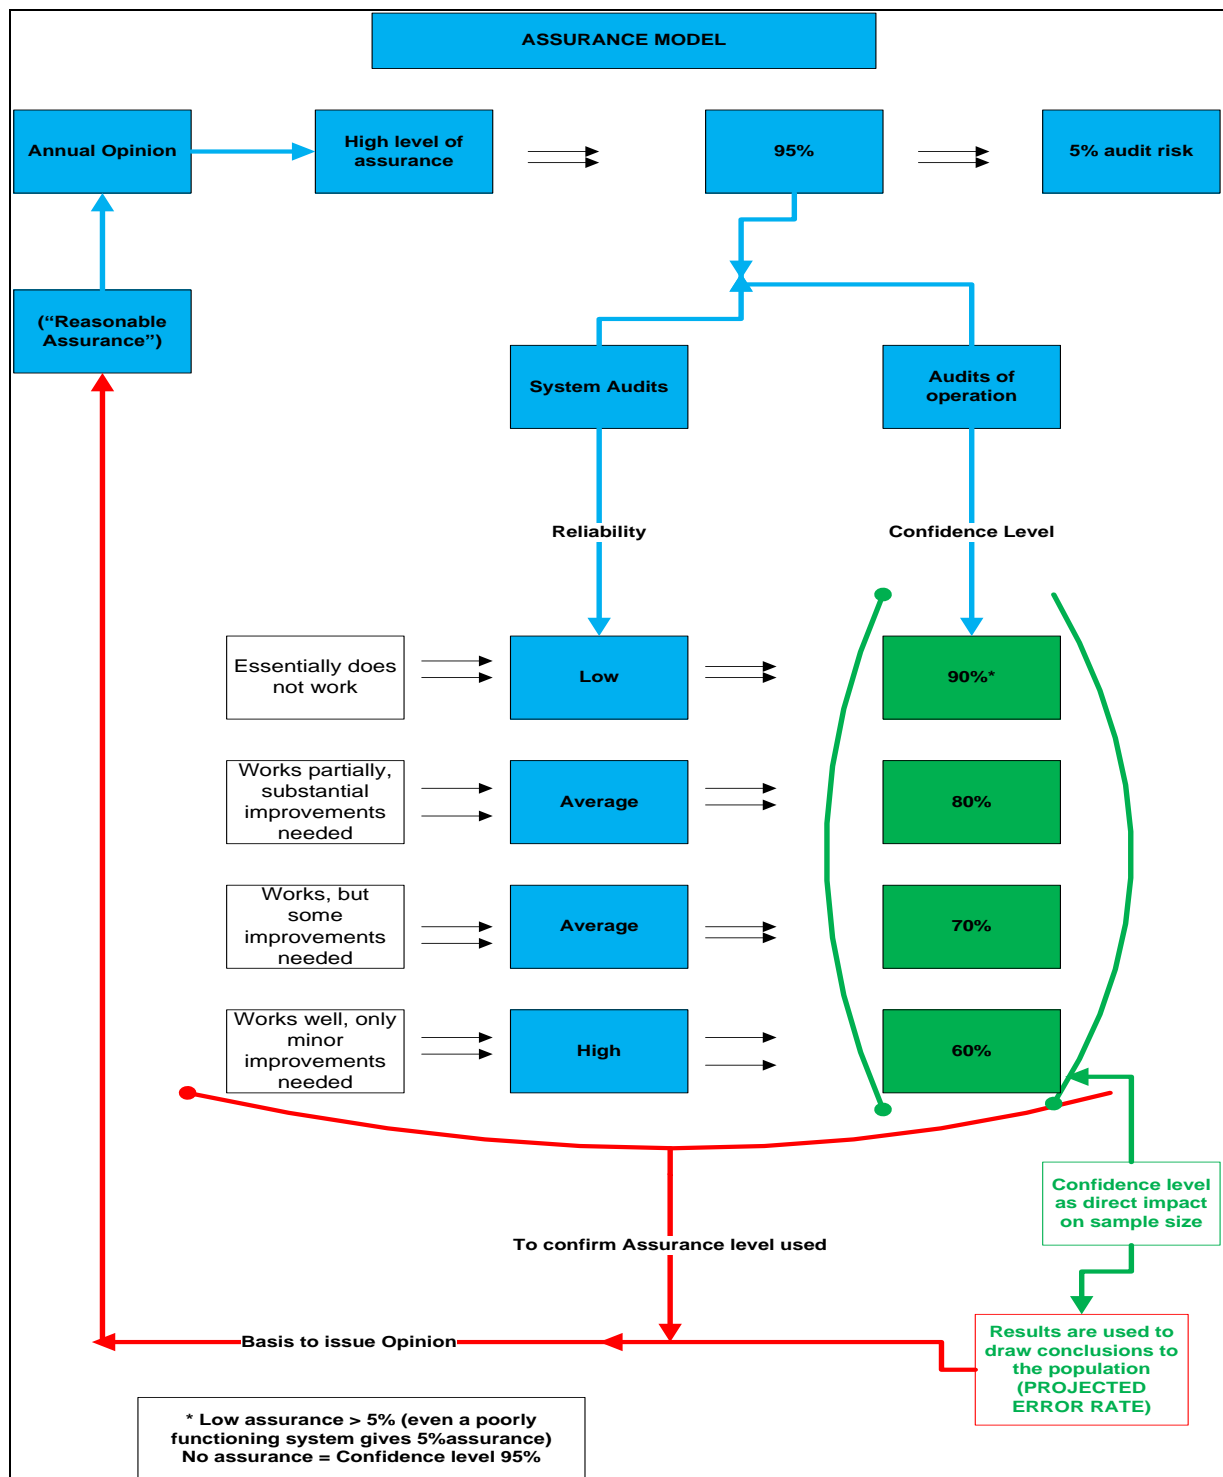 ASSURANCE MODEL
Annual Opinion
High level of
assurance
95%
5% audit risk
("Reasonable
Assurance")
System Audits
Audits of
operation
Reliability
Confidence Level
Essentially does
not work
Low
90%*
Works partially,
substantial
improvements
needed
Average
80%
Works, but
some
improvements
needed
Average
70%
Works well, only
minor
improvements
needed
High
60%
Confidence level
as direct impact
on sample size
To confirm Assurance level used
Basis to issue Opinion
Results are used to
draw conclusions to
the population
(PROJECTED
ERROR RATE)
* Low assurance > 5% (even a poorly
functioning system gives 5%assurance)
No assurance = Confidence level 95%